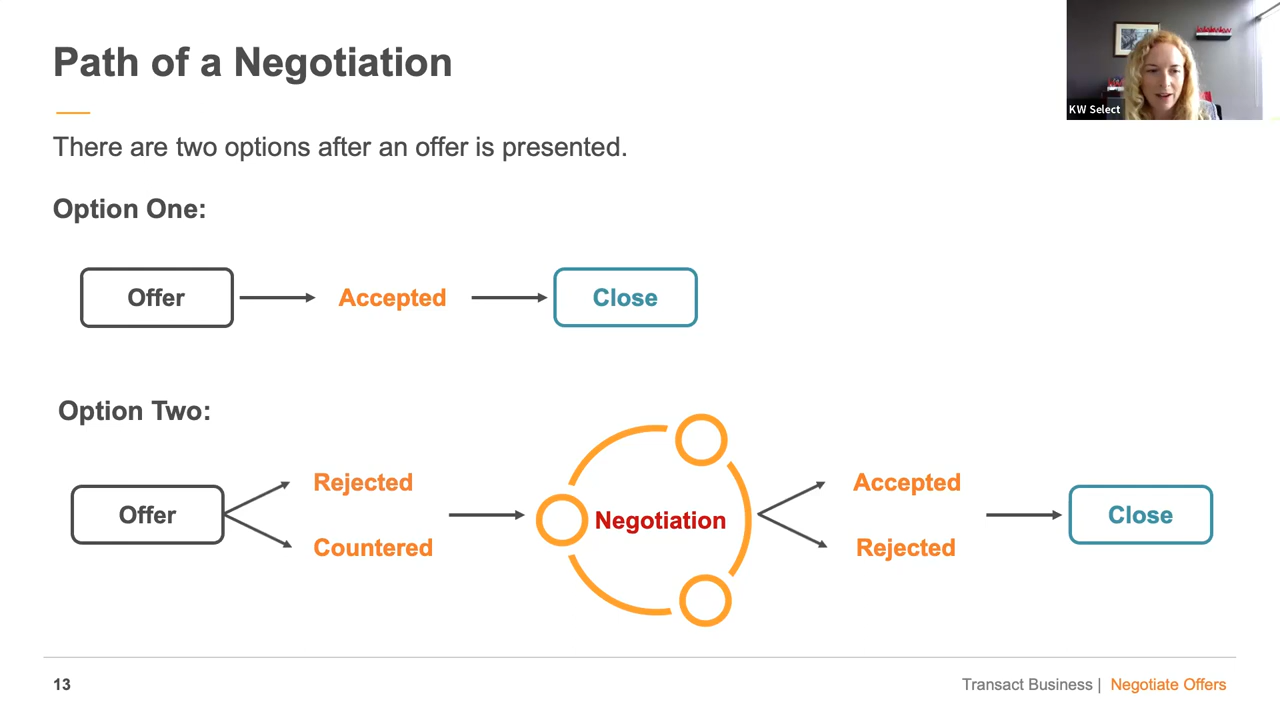 Path of a Negotiation
KW Select
There are two options after an offer is presented.
Option One:
Offer
Accepted
Close
Option Two:
Offer
Rejected
Countered
Negotiation
Accepted
Rejected
Close
13
Transact Business | Negotiate Offers